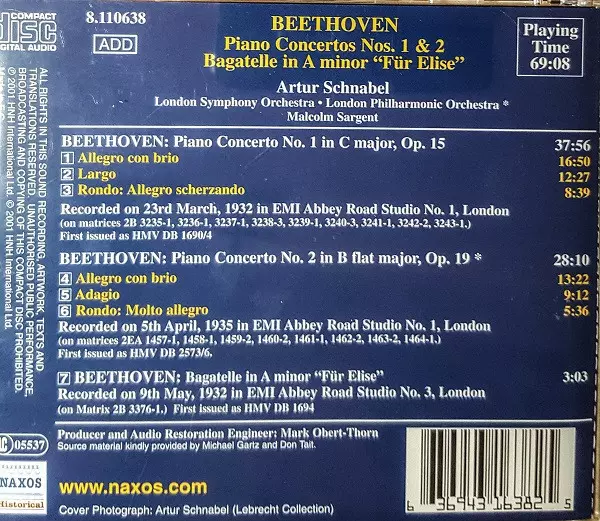 COMPACT
disc
DIGITAL AUDIO
8.110638
ADD
BEETHOVEN
Piano Concertos Nos. 1 & 2
Bagatelle in A minor “Für Elise”
Playing
Time
69:08
Artur Schnabel
London Symphony Orchestra • London Philharmonic Orchestra *
Malcolm Sargent
BEETHOVEN: Piano Concerto No. 1 in C major, Op. 15 37:56
1 Allegro con brio 16:50
2 Largo 12:27
3 Rondo: Allegro scherzando 8:39
Recorded on 23rd March, 1932 in EMI Abbey Road Studio No. 1, London
(on matrices 2B 3235-1, 3236-1, 3237-1, 3238-3, 3239-1, 3240-3, 3241-1, 3242-2, 3243-1.)
First issued as HMV DB 1690/4
BEETHOVEN: Piano Concerto No. 2 in B flat major, Op. 19 * 28:10
4 Allegro con brio 13:22
5 Adagio 9:12
6 Rondo: Molto allegro 5:36
Recorded on 5th April, 1935 in EMI Abbey Road Studio No. 1, London
(on matrices 2EA 1457-1, 1458-1, 1459-2, 1460-2, 1461-1, 1462-2, 1463-2, 1464-1.)
First issued as HMV DB 2573/6.
7 BEETHOVEN: Bagatelle in A minor “Für Elise” 3:03
Recorded on 9th May, 1932 in EMI Abbey Road Studio No. 3, London
(on Matrix 2B 3376-1.) First issued as HMV DB 1694
Producer and Audio Restoration Engineer: Mark Obert-Thorn
Source material kindly provided by Michael Gartz and Don Tait.
www.naxos.com
Cover Photograph: Artur Schnabel (Lebrecht Collection)
ALL RIGHTS IN THIS SOUND RECORDING, ARTWORK, TEXTS AND
TRANSLATIONS RESERVED. UNAUTHORISED PUBLIC PERFORMANCE,
BROADCASTING AND COPYING OF THIS COMPACT DISC PROHIBITED.
℗ 2001 HNH International Ltd. © 2001 HNH International Ltd.
05537
NAXOS
Historical
6 36943 16382 5